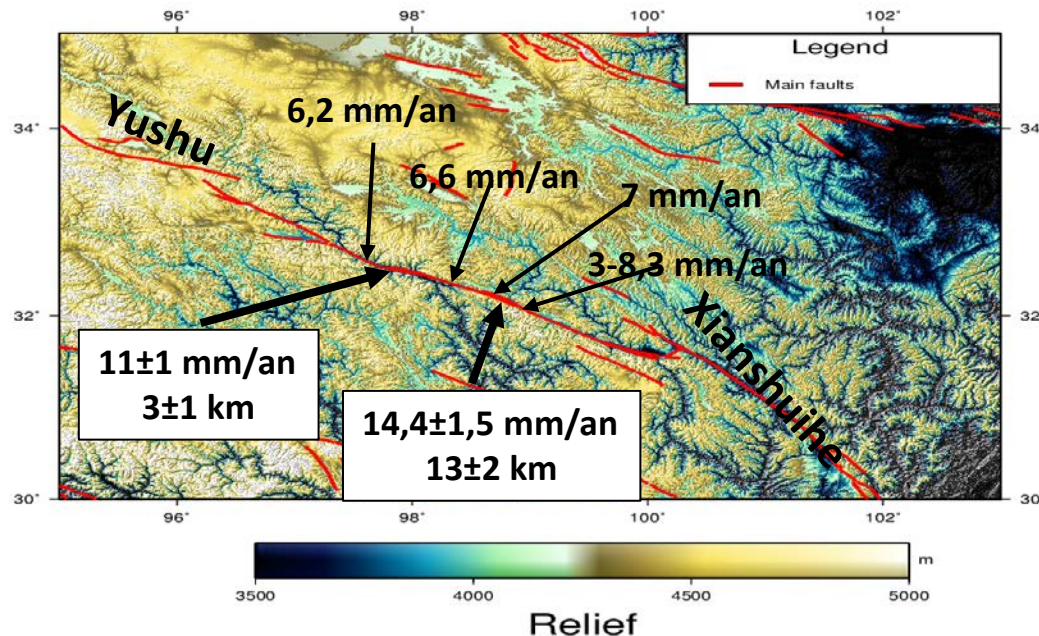 96°
98°
100°
102°
Legend
Main faults
Yushu
6,2 mm/an
34°
34
6,6 mm/an
7 mm/an
3-8,3 mm/an
Xianshuihe
32°
32
11±1 mm/an
3±1 km
14,4±1,5 mm/an
13±2 km
30°
30
96°
98°
100°
102°
m
3500
4000
4500
5000
Relief